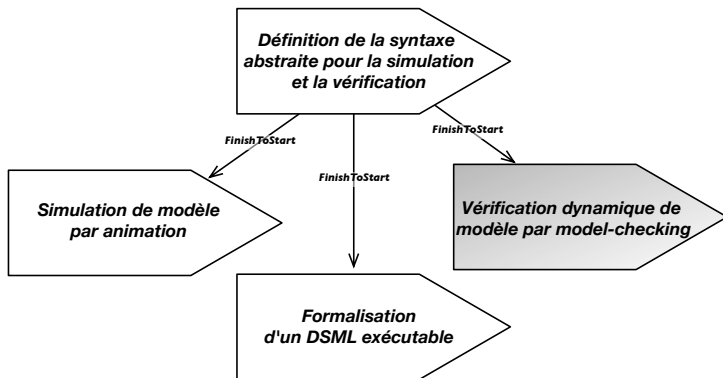 Définition de la syntaxe
abstraite pour la simulation
et la vérification
FinishToStart
FinishToStart
FinishToStart
Simulation de modèle
par animation
Vérification dynamique de
modèle par model-checking
Formalisation
d'un DSML exécutable